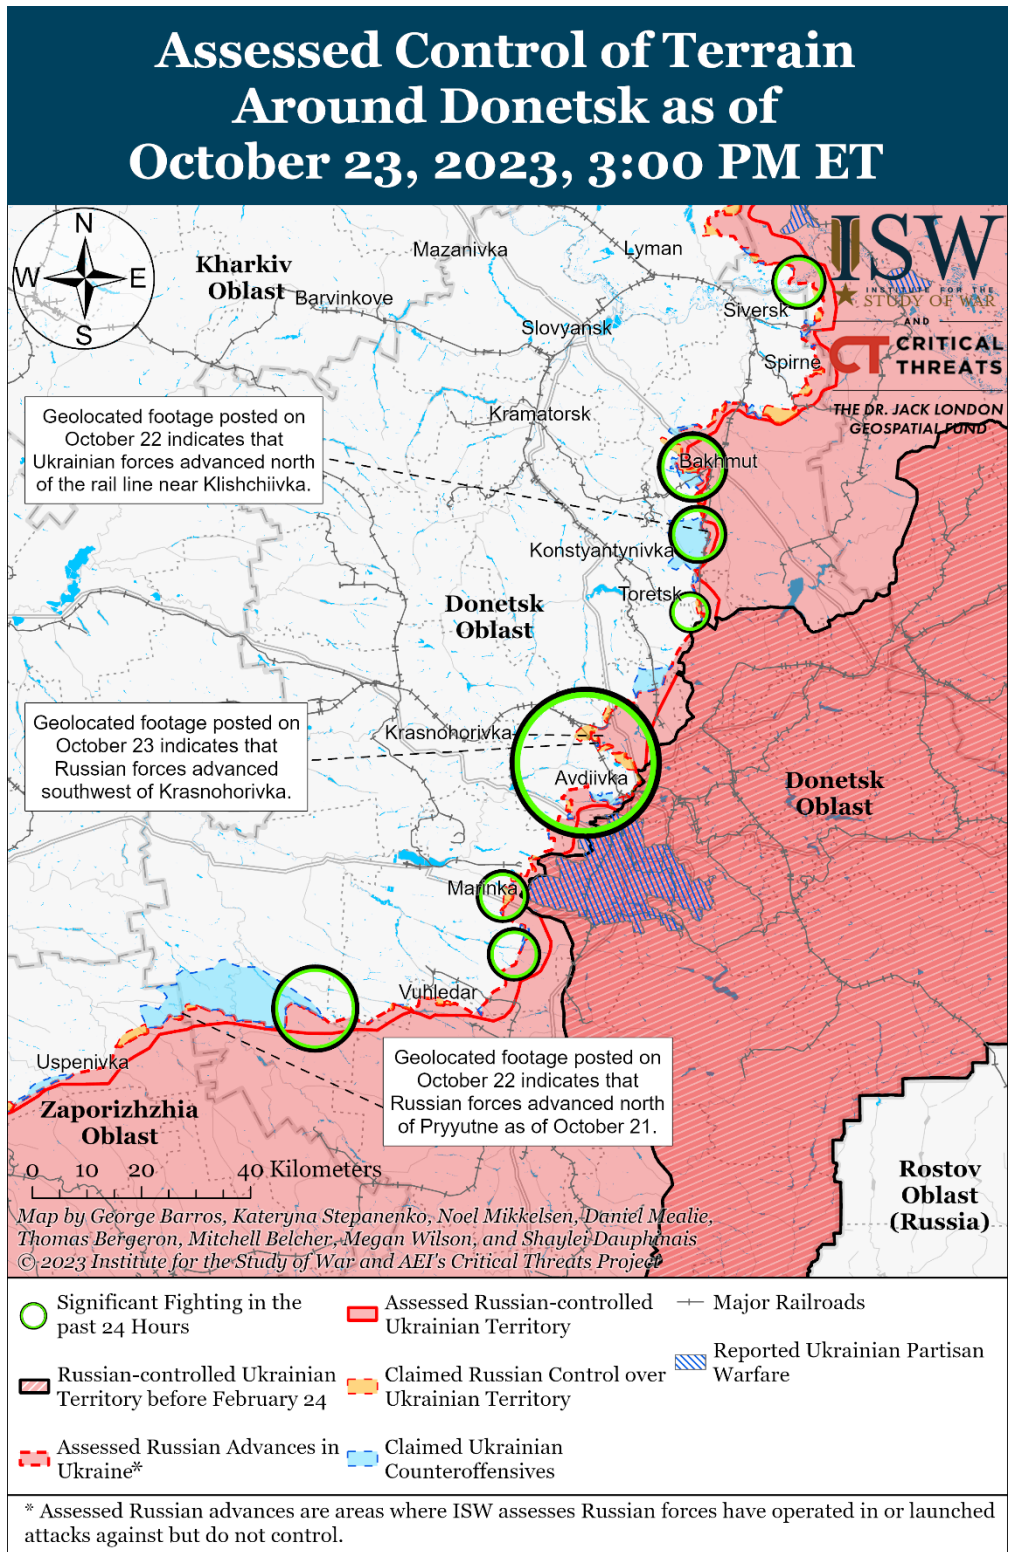 Assessed Control of Terrain
Around Donetsk as of
October 23, 2023, 3:00 PM ET
N
W
E
S
Kharkiv
Oblast
Mazanivka
Lyman
Barvinkove
Slovyansk
Siversk
Spirne
ISW
INSTITUTE FOR THE
STUDY OF WAR
AND
CT CRITICAL
THREATS
THE DR. JACK LONDON
GEOSPATIAL FUND
Kramatorsk
Geolocated footage posted on
October 22 indicates that
Ukrainian forces advanced north
of the rail line near Klishchiivka.
Bakhmut
Konstyantynivka
Toretsk
Donetsk
Oblast
Geolocated footage posted on
October 23 indicates that
Russian forces advanced
southwest of Krasnohorivka.
Krasnohorivka
Avdiivka
Donetsk
Oblast
Marinka
Vuhledar
Uspenivka
Geolocated footage posted on
October 22 indicates that
Russian forces advanced north
of Pryyutne as of October 21.
Zaporizhzhia
Oblast
Rostov
Oblast
(Russia)
0 10 20 40 Kilometers
Map by George Barros, Kateryna Stepanenko, Noel Mikkelsen, Daniel Mealie,
Thomas Bergeron, Mitchell Belcher, Megan Wilson, and Shaylei Dauphinais
© 2023 Institute for the Study of War and AEI's Critical Threats Project
Significant Fighting in the
past 24 Hours
Russian-controlled Ukrainian
Territory before February 24
Assessed Russian Advances in
Ukraine*
Assessed Russian-controlled
Ukrainian Territory
Claimed Russian Control over
Ukrainian Territory
Claimed Ukrainian
Counteroffensives
Major Railroads
Reported Ukrainian Partisan
Warfare
* Assessed Russian advances are areas where ISW assesses Russian forces have operated in or launched
attacks against but do not control.